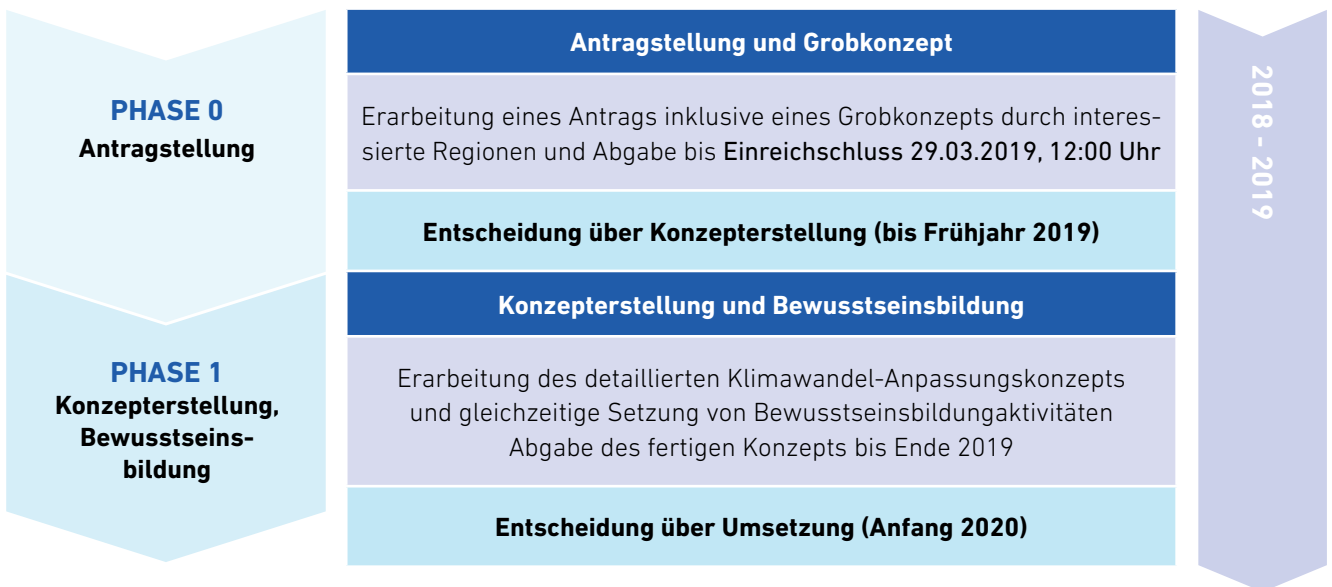 PHASE 0
Antragstellung
Antragstellung und Grobkonzept
Erarbeitung eines Antrags inklusive eines Grobkonzepts durch interes-
sierte Regionen und Abgabe bis Einreichschluss 29.03.2019, 12:00 Uhr
Entscheidung über Konzepterstellung (bis Frühjahr 2019)
PHASE 1
Konzepterstellung,
Bewusstseins-
bildung
Konzepterstellung und Bewusstseinsbildung
Erarbeitung des detaillierten Klimawandel-Anpassungskonzepts
und gleichzeitige Setzung von Bewusstseinsbildungaktivitäten
Abgabe des fertigen Konzepts bis Ende 2019
Entscheidung über Umsetzung (Anfang 2020)
2018 - 2019